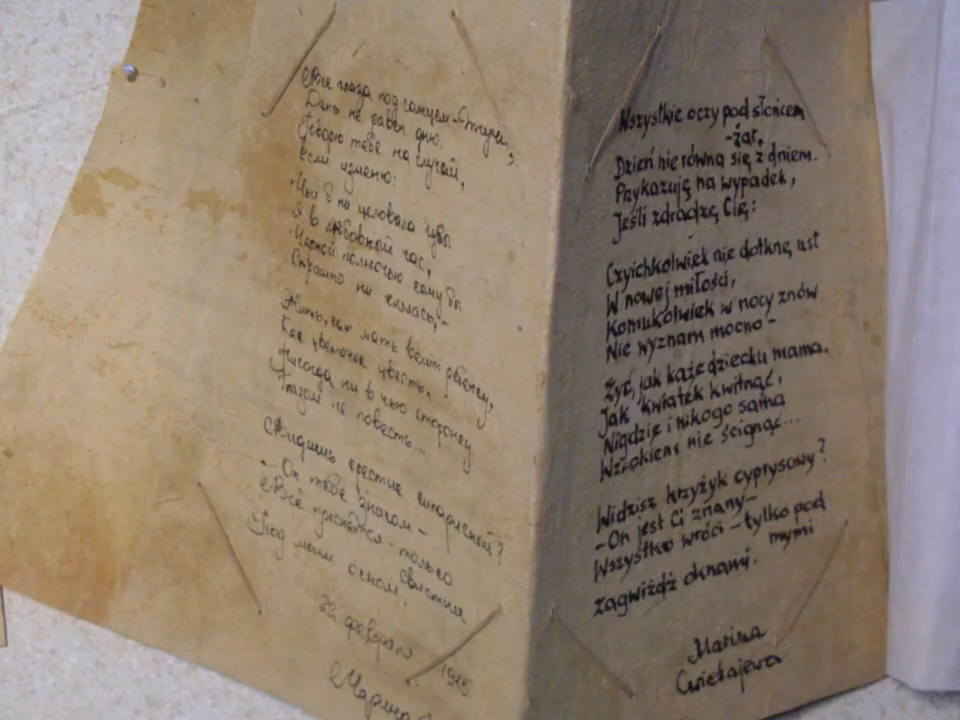 Все глаза под солнцем – жгучи,
День не равен дню.
Говорю тебе на случай,
Если изменю:
Чьи б ни целовала губы
Я в любовный час,
Черной полночью кому бы
Страшно ни клялась, –
Жить, как мать велит ребенку,
Как цветочек цвесть,
Никогда ни в чью сторонку
Глазом не повесть...
Видишь крестик кипарисный?
– Он тебе знаком –
Всё проснётся – только
свистни
Под моим окном.
22 февраля 1915
Марина
Wszystkie oczy pod słońcem
-żar,
Dzień nie równa się z dniem.
Przykazuję na wypadek,
Jeśli zdradzę Cię:
Czyichkolwiek nie dotknę ust
W nowej miłości,
Komukolwiek w nocy znów
Nie wyznam mocno -
Żyć, jak każe dziecku mama.
Jak kwiatek kwitnąć,
Nigdzie i nikogo sama
Wzrokiem nie ścignąć...
Widzisz krzyżyk cyprysowy?
-On jest Ci znany-
Wszystko wróci - tylko pod
mymi
zagwiżdż oknami.
Marina
Cwietajewa